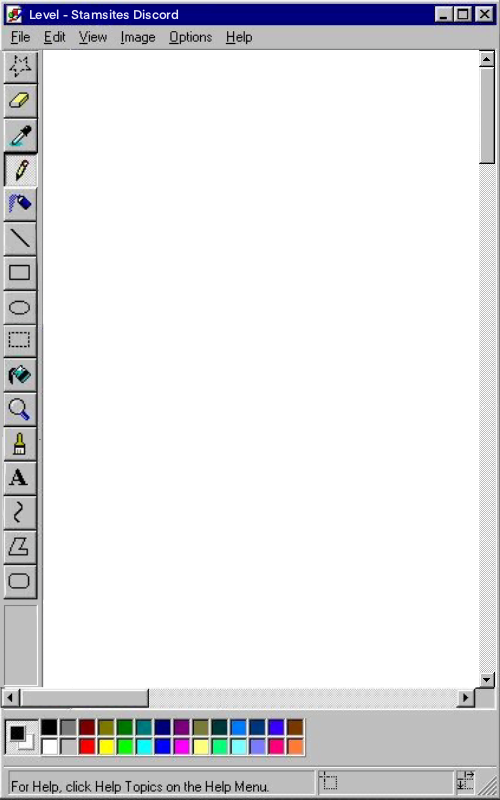 Level - Stamsites Discord
File Edit View Image Options Help
A
For Help, click Help Topics on the Help Menu.